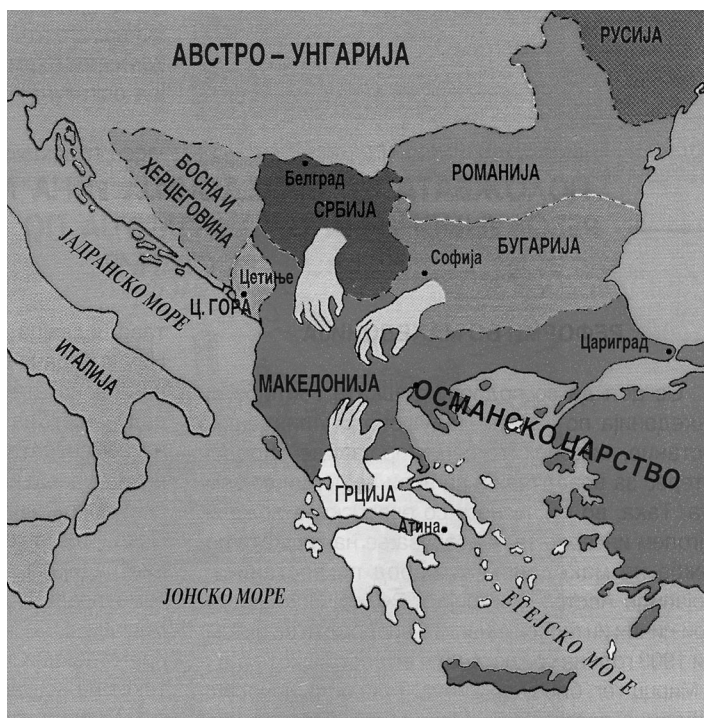 РУСИЈА
АВСТРО – УНГАРИЈА
БОСНА И
ХЕРЦЕГОВИНА
Белград
СРБИЈА
РОМАНИЈА
БУГАРИЈА
Софија
ЈАДРАНСКО МОРЕ
Цетиње
Ц. ГОРА
ИТАЛИЈА
Цариград
МАКЕДОНИЈА
ОСМАНСКО ЦАРСТВО
ГРЦИЈА
Атина
ЈОНСКО МОРЕ
ЕГЕЈСКО МОРЕ